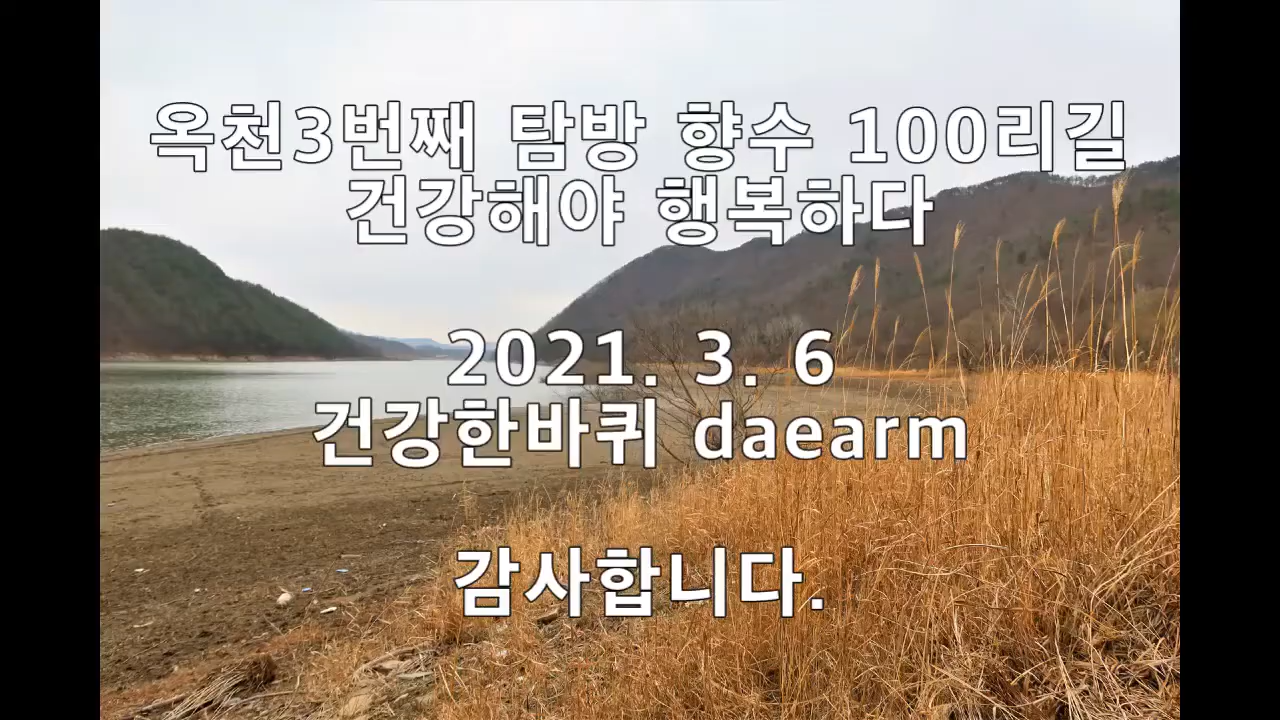 옥천3번째 탐방 향수 100리길
건강해야 행복하다
2021. 3. 6
건강한바퀴 daearm
감사합니다.